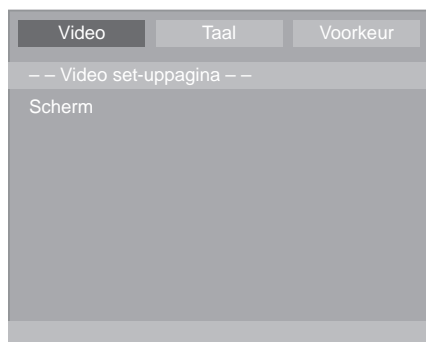 Video Taal Voorkeur
– – Video set-uppagina – –
Scherm